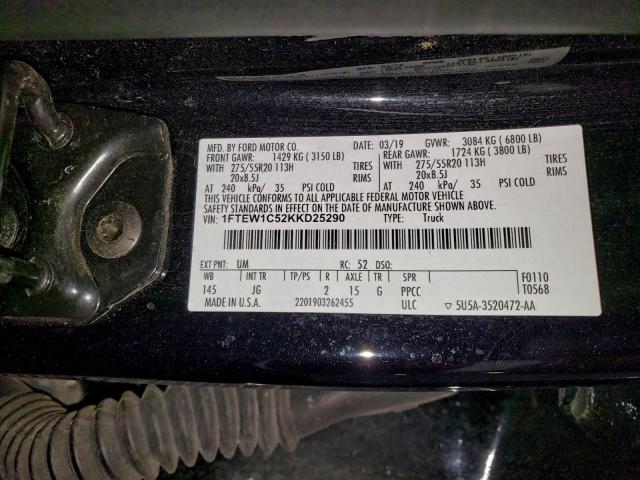 MFD. BY FORD MOTOR CO. DATE: 03/19 GVWR: 3084 KG ( 6800 LB)
FRONT GAWR: 1429 KG ( 3150 LB) REAR GAWR: 1724 KG ( 3800 LB)
WITH 275/55R20 113H TIRES WITH 275/55R20 113H TIRES
20x8.5J RIMS 20x8.5J RIMS
AT 240 kPa/ 35 PSI COLD AT 240 kPa/ 35 PSI COLD
THIS VEHICLE CONFORMS TO ALL APPLICABLE FEDERAL MOTOR VEHICLE
SAFETY STANDARDS IN EFFECT ON THE DATE OF MANUFACTURE SHOWN ABOVE.
VIN: 1FTEW1C52KKD25290 TYPE: Truck
EXT PNT: UM RC: 52 DSO:
WB INT TR TP/PS R AXLE TR SPR F0110
145 JG 2 15 G PPCC T0568
MADE IN U.S.A. 2201903262455 ULC ▽ 5U5A-3520472-AA